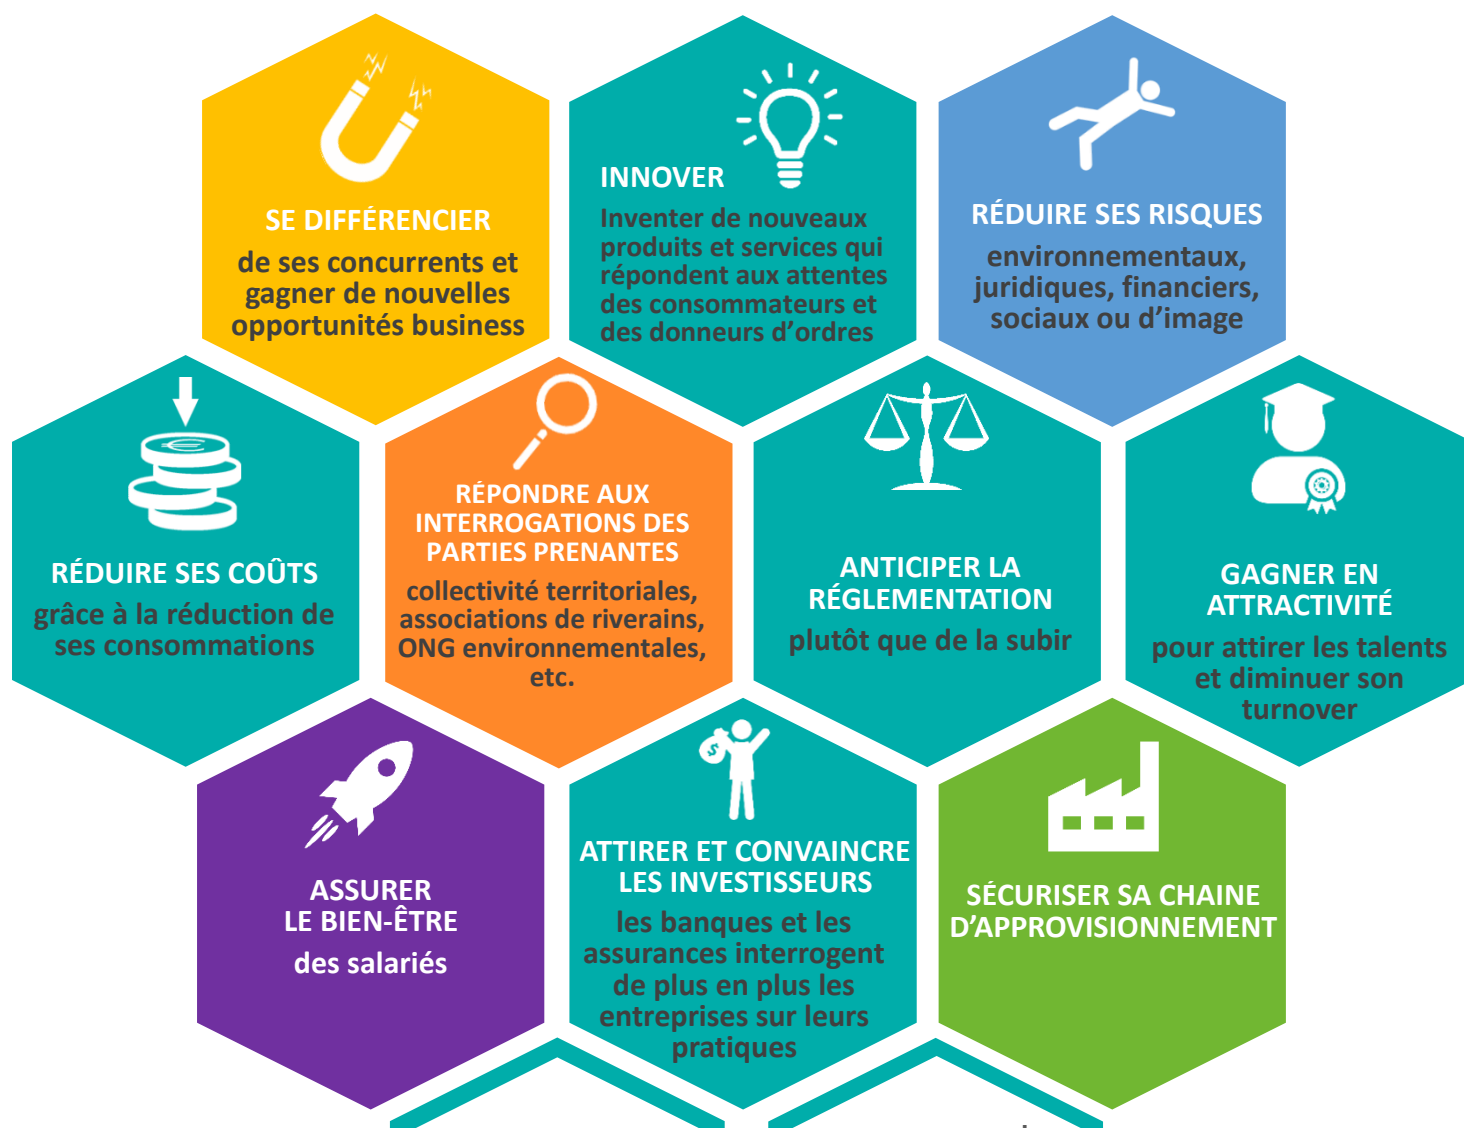 SE DIFFÉRENCIER
de ses concurrents et
gagner de nouvelles
opportunités business
INNOVER
Inventer de nouveaux
produits et services qui
répondent aux attentes
des consommateurs et
des donneurs d’ordres
RÉDUIRE SES RISQUES
environnementaux,
juridiques, financiers,
sociaux ou d’image
RÉDUIRE SES COÛTS
grâce à la réduction de
ses consommations
RÉPONDRE AUX
INTERROGATIONS DES
PARTIES PRENANTES
collectivité territoriales,
associations de riverains,
ONG environnementales,
etc.
ANTICIPER LA
RÉGLEMENTATION
plutôt que de la subir
GAGNER EN
ATTRACTIVITÉ
pour attirer les talents
et diminuer son
turnover
ASSURER
LE BIEN-ÊTRE
des salariés
ATTIRER ET CONVAINCRE
LES INVESTISSEURS
les banques et les
assurances interrogent
de plus en plus les
entreprises sur leurs
pratiques
SÉCURISER SA CHAINE
D’APPROVISIONNEMENT